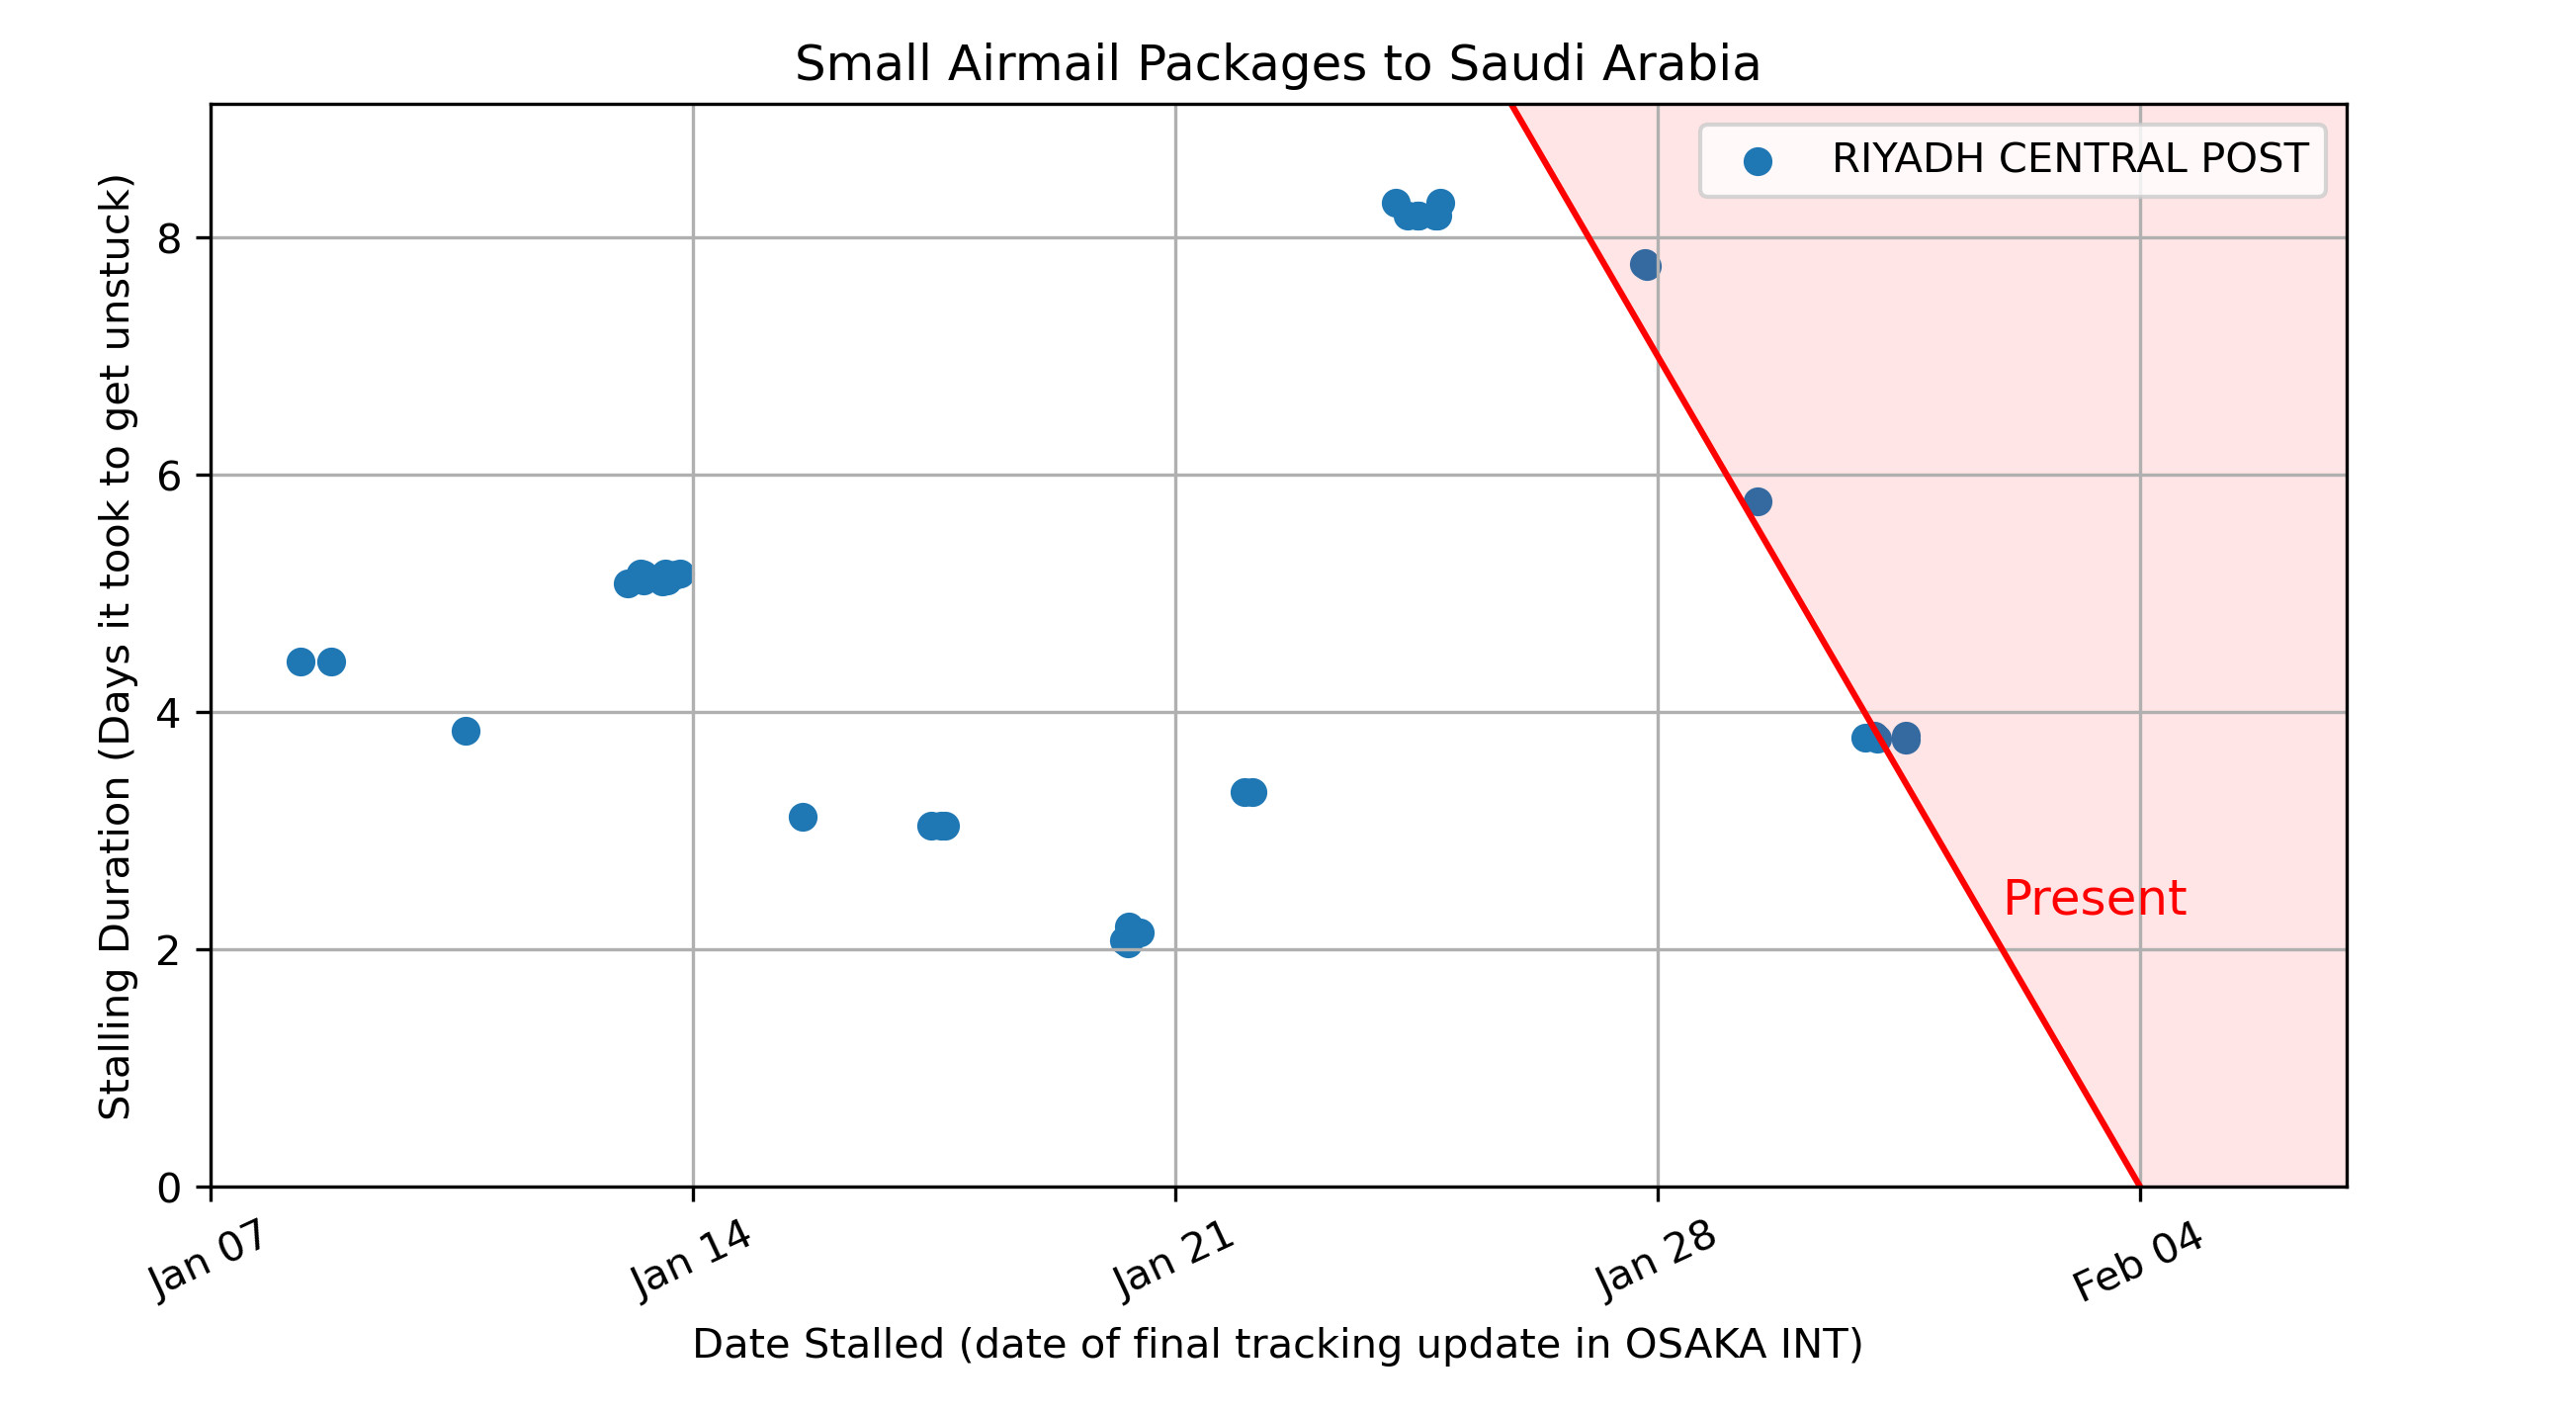 Small Airmail Packages to Saudi Arabia
RIYADH CENTRAL POST
Stalling Duration (Days it took to get unstuck)
8
6
4
2
0
Present
Jan 07
Jan 14
Jan 21
Jan 28
Feb 04
Date Stalled (date of final tracking update in OSAKA INT)